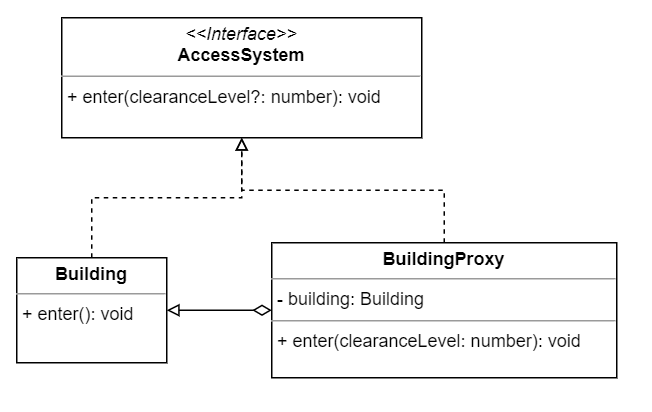 <<Interface>>
AccessSystem
+ enter(clearanceLevel?: number): void
Building
+ enter(): void
BuildingProxy
- building: Building
+ enter(clearanceLevel: number): void